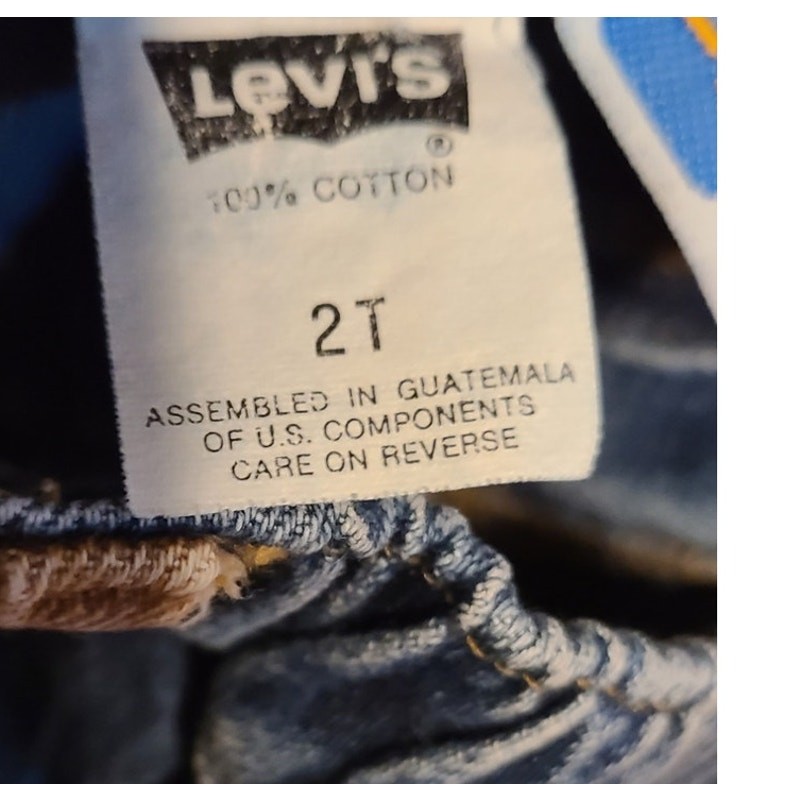 Levi's
®
100% COTTON
2T
ASSEMBLED IN GUATEMALA
OF U.S. COMPONENTS
CARE ON REVERSE